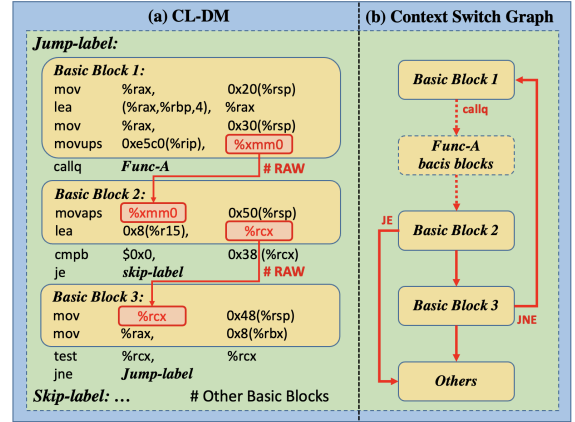 (a) CL-DM
Jump-label:
Basic Block 1:
mov %rax, 0x20(%rsp)
lea (%rax,%rbp,4), %rax
mov %rax, 0x30(%rsp)
movups 0xe5c0(%rip), %xmm0
callq Func-A
# RAW
Basic Block 2:
movaps %xmm0 0x50(%rsp)
lea 0x8(%r15), %rcx
cmpb $0x0, 0x38(%rcx)
je skip-label
# RAW
Basic Block 3:
mov %rcx 0x48(%rsp)
mov %rax, 0x8(%rbx)
test %rcx, %rcx
jne Jump-label
Skip-label: ... # Other Basic Blocks
(b) Context Switch Graph
Basic Block 1
callq
Func-A
bacis blocks
JE
Basic Block 2
Basic Block 3
JNE
Others